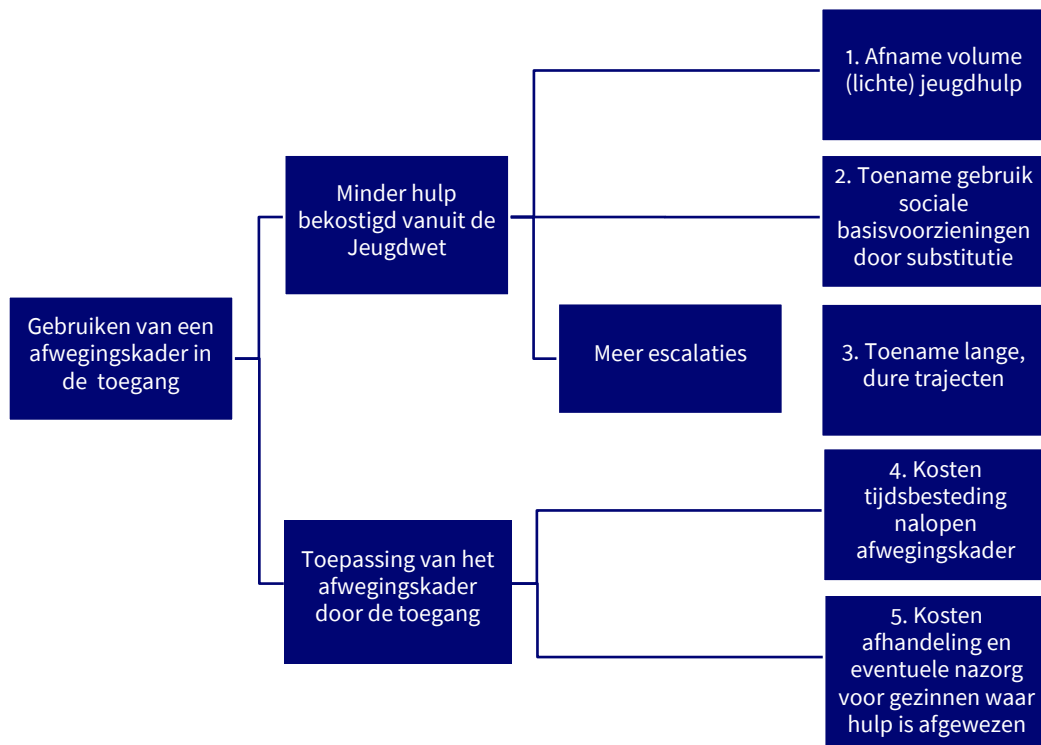 Gebruiken van een
afwegingskader in
de toegang
Minder hulp
bekostigd vanuit de
Jeugdwet
Meer escalaties
Toepassing van het
afwegingskader
door de toegang
1. Afname volume
(lichte) jeugdhulp
2. Toename gebruik
sociale
basisvoorzieningen
door substitutie
3. Toename lange,
dure trajecten
4. Kosten
tijdsbesteding
nalopen
afwegingskader
5. Kosten
afhandeling en
eventuele nazorg
voor gezinnen waar
hulp is afgewezen